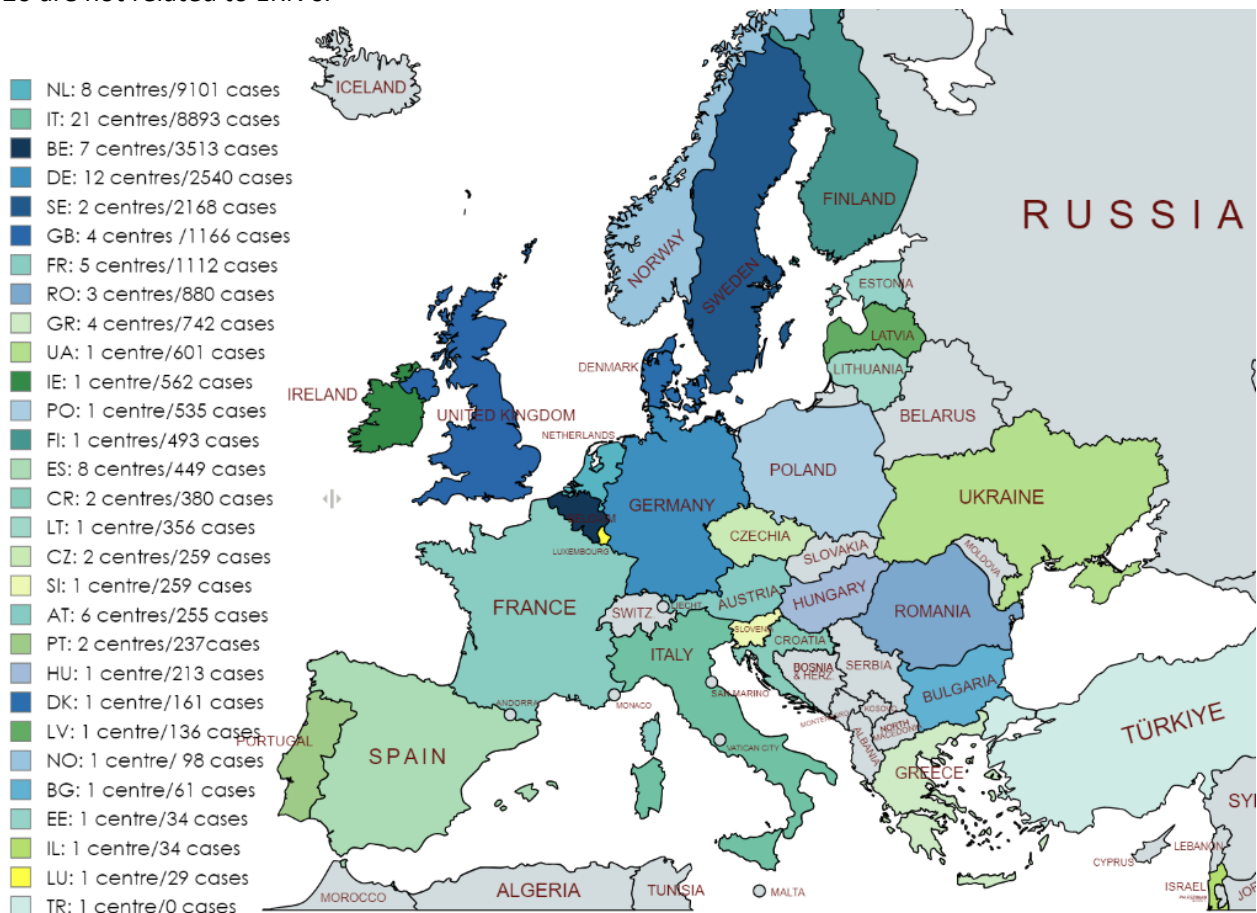 NL: 8 centres/9101 cases
IT: 21 centres/8893 cases
BE: 7 centres/3513 cases
DE: 12 centres/2540 cases
SE: 2 centres/2168 cases
GB: 4 centres /1166 cases
FR: 5 centres/1112 cases
RO: 3 centres/880 cases
GR: 4 centres/742 cases
UA: 1 centre/601 cases
IE: 1 centre/562 cases
PO: 1 centre/535 cases
FI: 1 centres/493 cases
ES: 8 centres/449 cases
CR: 2 centres/380 cases
LT: 1 centre/356 cases
CZ: 2 centres/259 cases
SI: 1 centre/259 cases
AT: 6 centres/255 cases
PT: 2 centres/237cases
HU: 1 centre/213 cases
DK: 1 centre/161 cases
LV: 1 centre/136 cases
NO: 1 centre/ 98 cases
BG: 1 centre/61 cases
EE: 1 centre/34 cases
IL: 1 centre/34 cases
LU: 1 centre/29 cases
TR: 1 centre/0 cases
ICELAND
RUSSIA
FINLAND
NORWAY
SWEDEN
ESTONIA
LATVIA
LITHUANIA
DENMARK
IRELAND
UNITED KINGDOM
BELARUS
NETHERLANDS
POLAND
UKRAINE
GERMANY
BELGIUM
CZECHIA
LUXEMBOURG
SLOVAKIA
MOLDOVA
FRANCE
SWITZ.
LIECHT.
AUSTRIA
HUNGARY
ROMANIA
SLOVENIA
CROATIA
ITALY
BOSNIA
& HERZ.
SERBIA
SAN MARINO
BULGARIA
ANDORRA
MONACO
MONTENEGRO
KOSOVO
NORTH
MACEDONIA
ALBANIA
VATICAN CITY
PORTUGAL
SPAIN
GREECE
TÜRKIYE
SY
LEBANON
CYPRUS
MOROCCO
ALGERIA
TUNISIA
MALTA
ISRAEL
JO